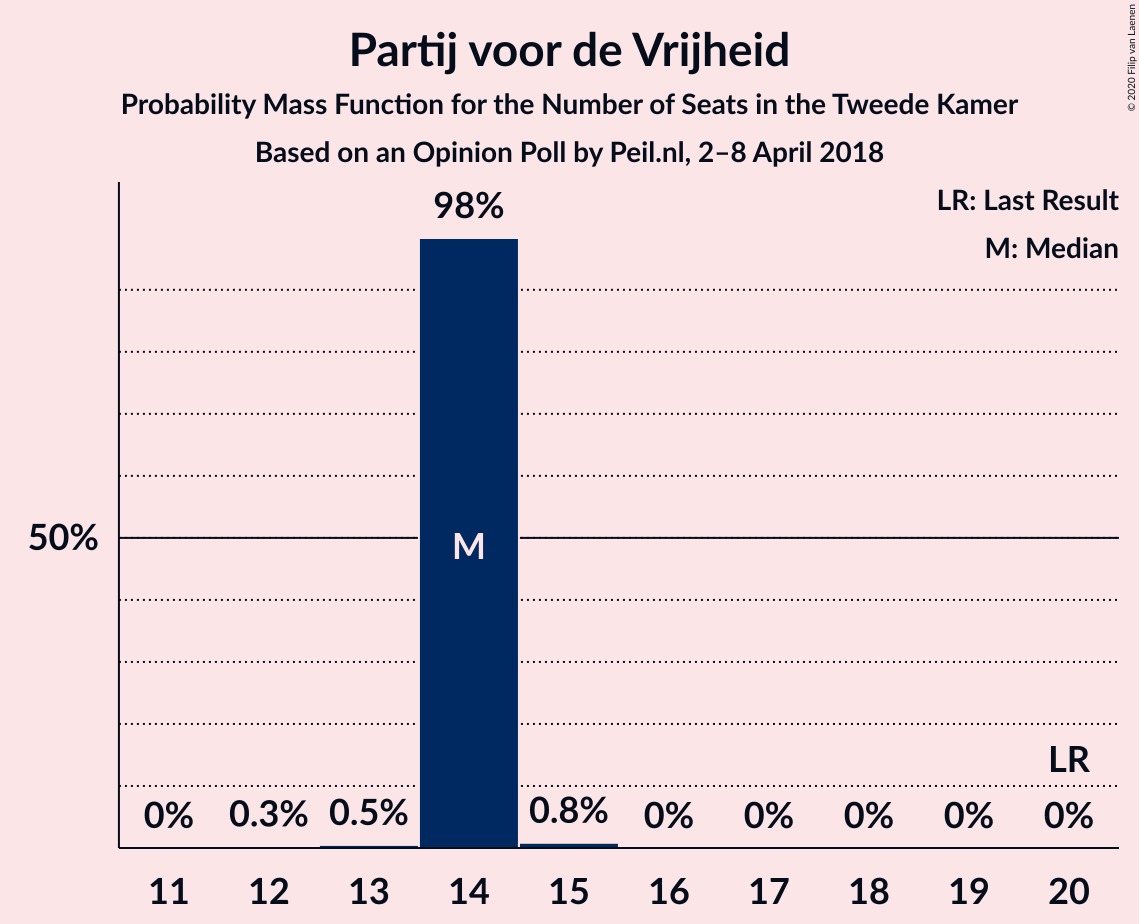 Partij voor de Vrijheid
Probability Mass Function for the Number of Seats in the Tweede Kamer
Based on an Opinion Poll by Peil.nl, 2–8 April 2018
© 2020 Filip van Laenen
LR: Last Result
M: Median
98%
50%
M
LR
0% 0.3% 0.5% 0.8% 0% 0% 0% 0% 0%
11 12 13 14 15 16 17 18 19 20